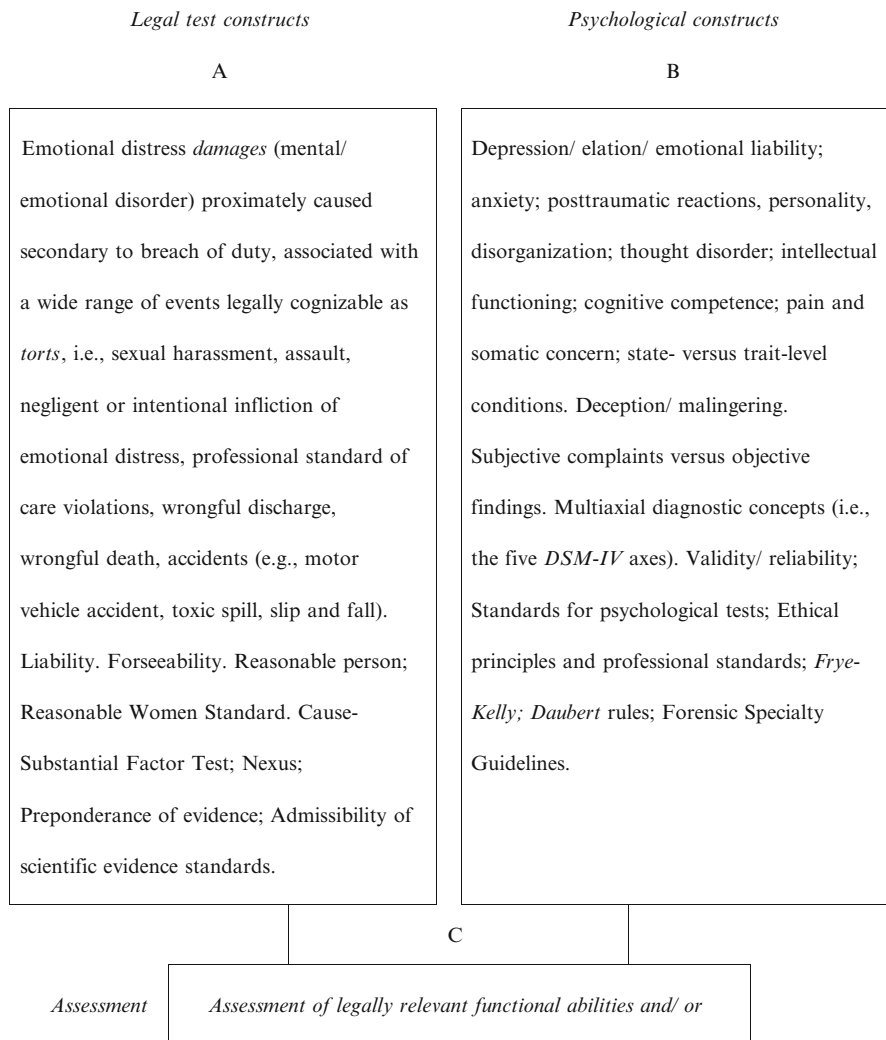 Legal test constructs
Psychological constructs
A
B
Emotional distress damages (mental/
emotional disorder) proximately caused
secondary to breach of duty, associated with
a wide range of events legally cognizable as
torts, i.e., sexual harassment, assault,
negligent or intentional infliction of
emotional distress, professional standard of
care violations, wrongful discharge,
wrongful death, accidents (e.g., motor
vehicle accident, toxic spill, slip and fall).
Liability. Forseeability. Reasonable person;
Reasonable Women Standard. Cause-
Substantial Factor Test; Nexus;
Preponderance of evidence; Admissibility of
scientific evidence standards.
Depression/ elation/ emotional liability;
anxiety; posttraumatic reactions, personality,
disorganization; thought disorder; intellectual
functioning; cognitive competence; pain and
somatic concern; state- versus trait-level
conditions. Deception/ malingering.
Subjective complaints versus objective
findings. Multiaxial diagnostic concepts (i.e.,
the five DSM-IV axes). Validity/ reliability;
Standards for psychological tests; Ethical
principles and professional standards; Frye-
Kelly; Daubert rules; Forensic Specialty
Guidelines.
C
Assessment
Assessment of legally relevant functional abilities and/ or